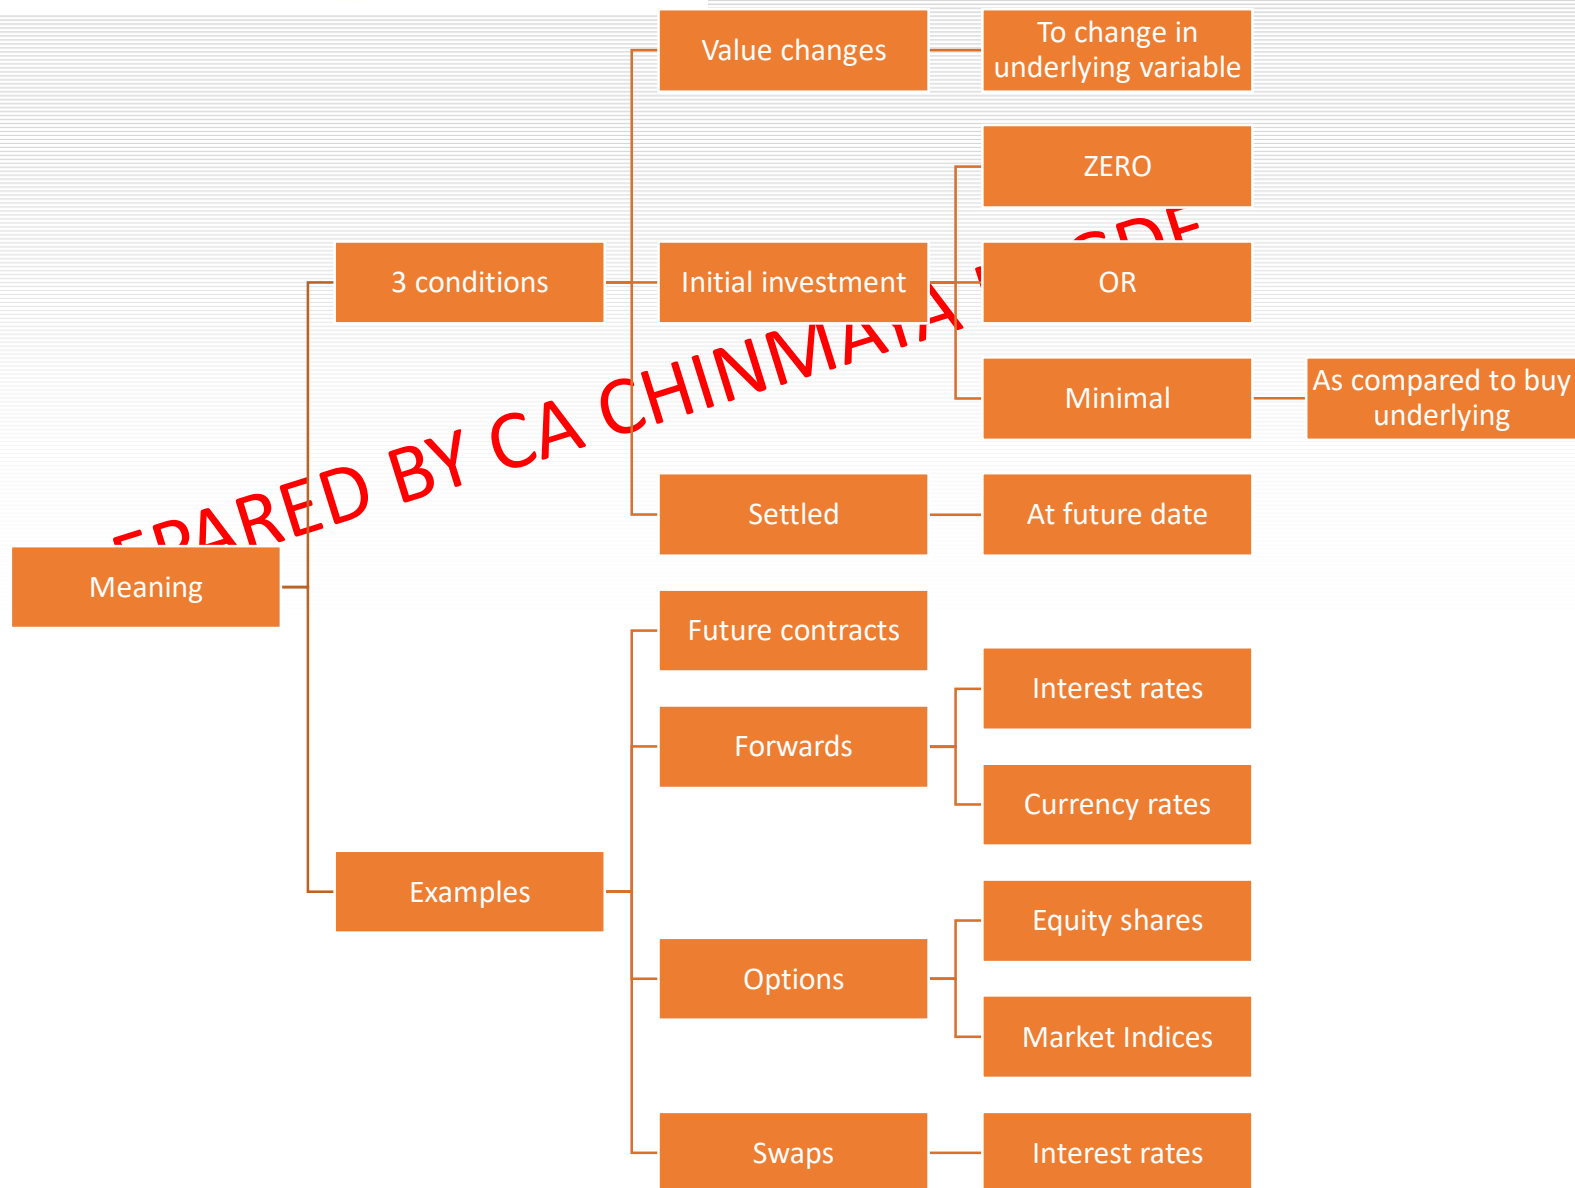 Value changes
To change in
underlying variable
ZERO
3 conditions
Initial investment
OR
Minimal
As compared to buy
underlying
Settled
At future date
BY CA
Meaning
Future contracts
Forwards
Interest rates
Currency rates
Examples
Options
Equity shares
Market Indices
Swaps
Interest rates